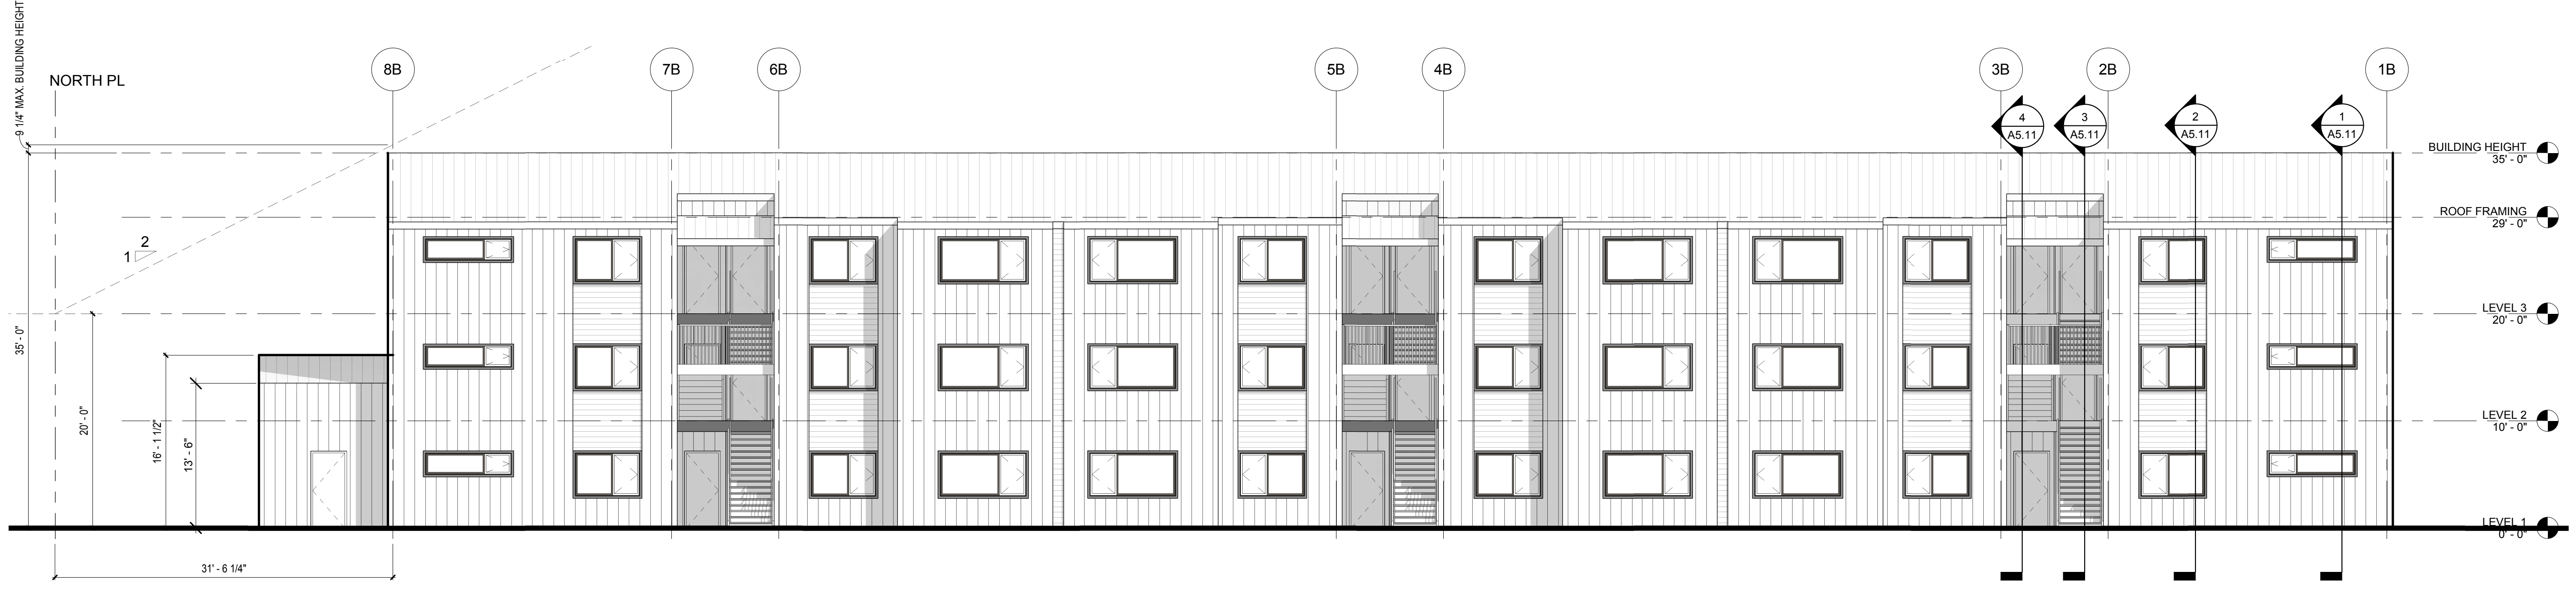 9 1/4" MAX. BUILDING HEIGHT
NORTH PL
8B
7B
6B
5B
4B
3B
2B
1B
4
A5.11
3
A5.11
2
A5.11
1
A5.11
BUILDING HEIGHT
35' - 0"
ROOF FRAMING
29' - 0"
2
1
LEVEL 3
20' - 0"
35' - 0"
20' - 0"
16' - 1 1/2"
13' - 6"
LEVEL 2
10' - 0"
LEVEL 1
0' - 0"
31' - 6 1/4"